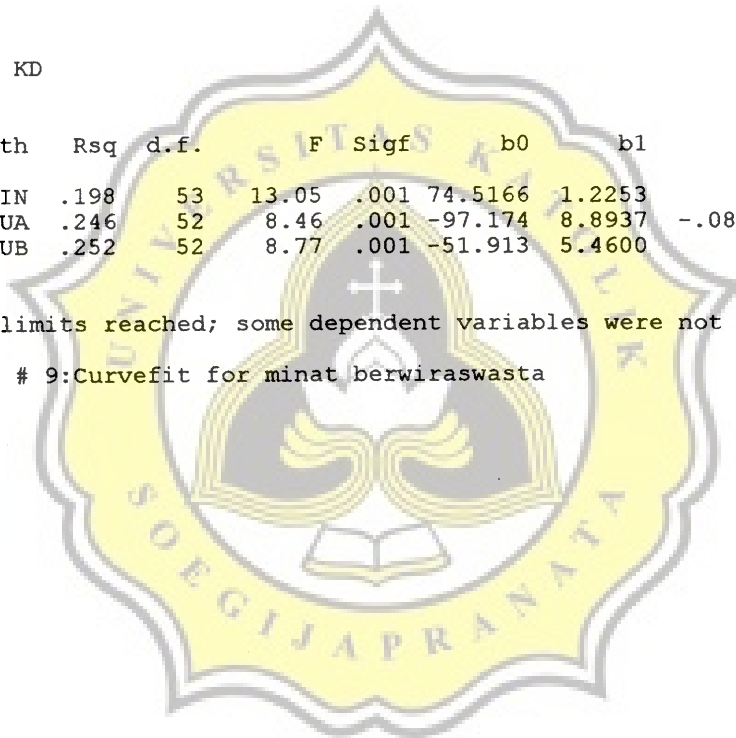 KD
th Rsq d.f. F Sigf b0 b1
IN .198 53 13.05 .001 74.5166 1.2253
UA .246 52 8.46 .001 -97.174 8.8937 -.08
UB .252 52 8.77 .001 -51.913 5.4600
limits reached; some dependent variables were not
# 9:Curvefit for minat berwiraswasta
UNIVERSITAS KATOLIK
SOEGIJAPRANATA